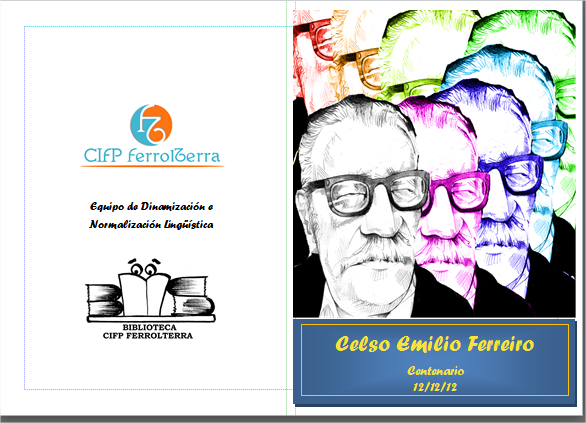 CIFP Ferrolterra
Equipo de Dinamización e
Normalización Lingüística
BIBLIOTECA
CIFP FERROLTERRA
Celso Emilio Ferreiro
Centenario
12/12/12